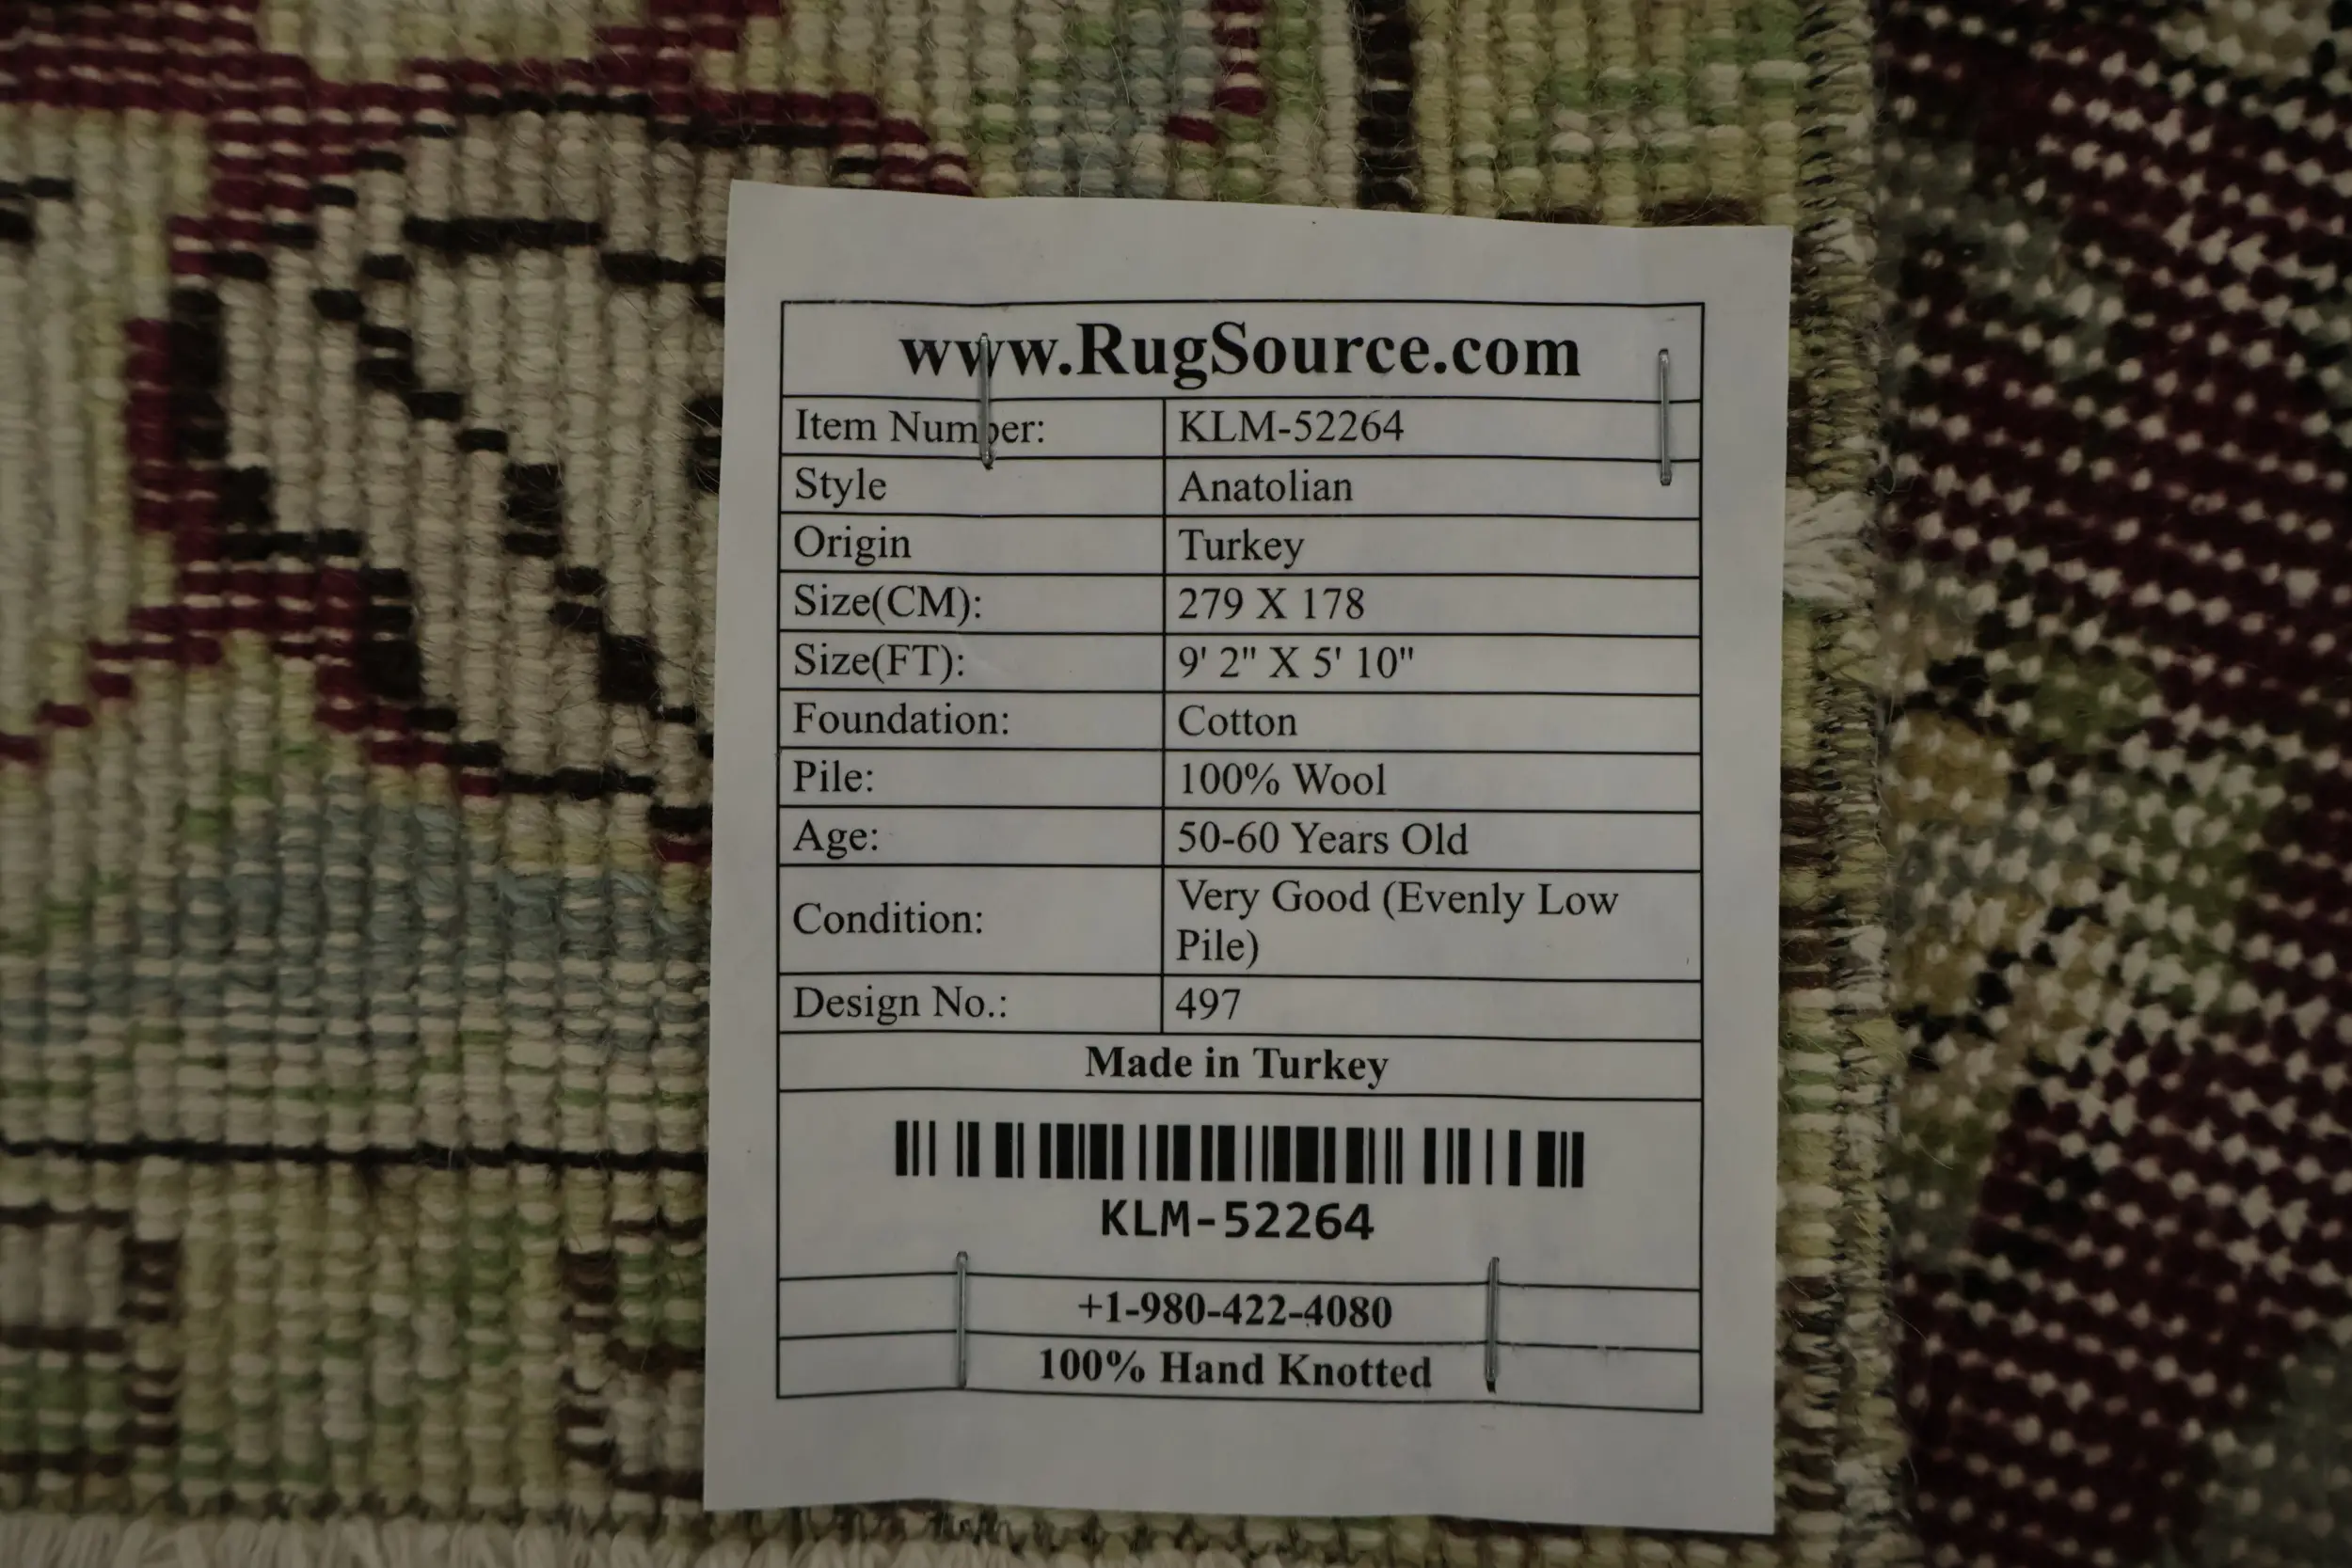 www.RugSource.com
Item Number: KLM-52264
Style Anatolian
Origin Turkey
Size(CM): 279 X 178
Size(FT): 9' 2" X 5' 10"
Foundation: Cotton
Pile: 100% Wool
Age: 50-60 Years Old
Condition: Very Good (Evenly Low
Pile)
Design No.: 497
Made in Turkey
KLM-52264
+1-980-422-4080
100% Hand Knotted